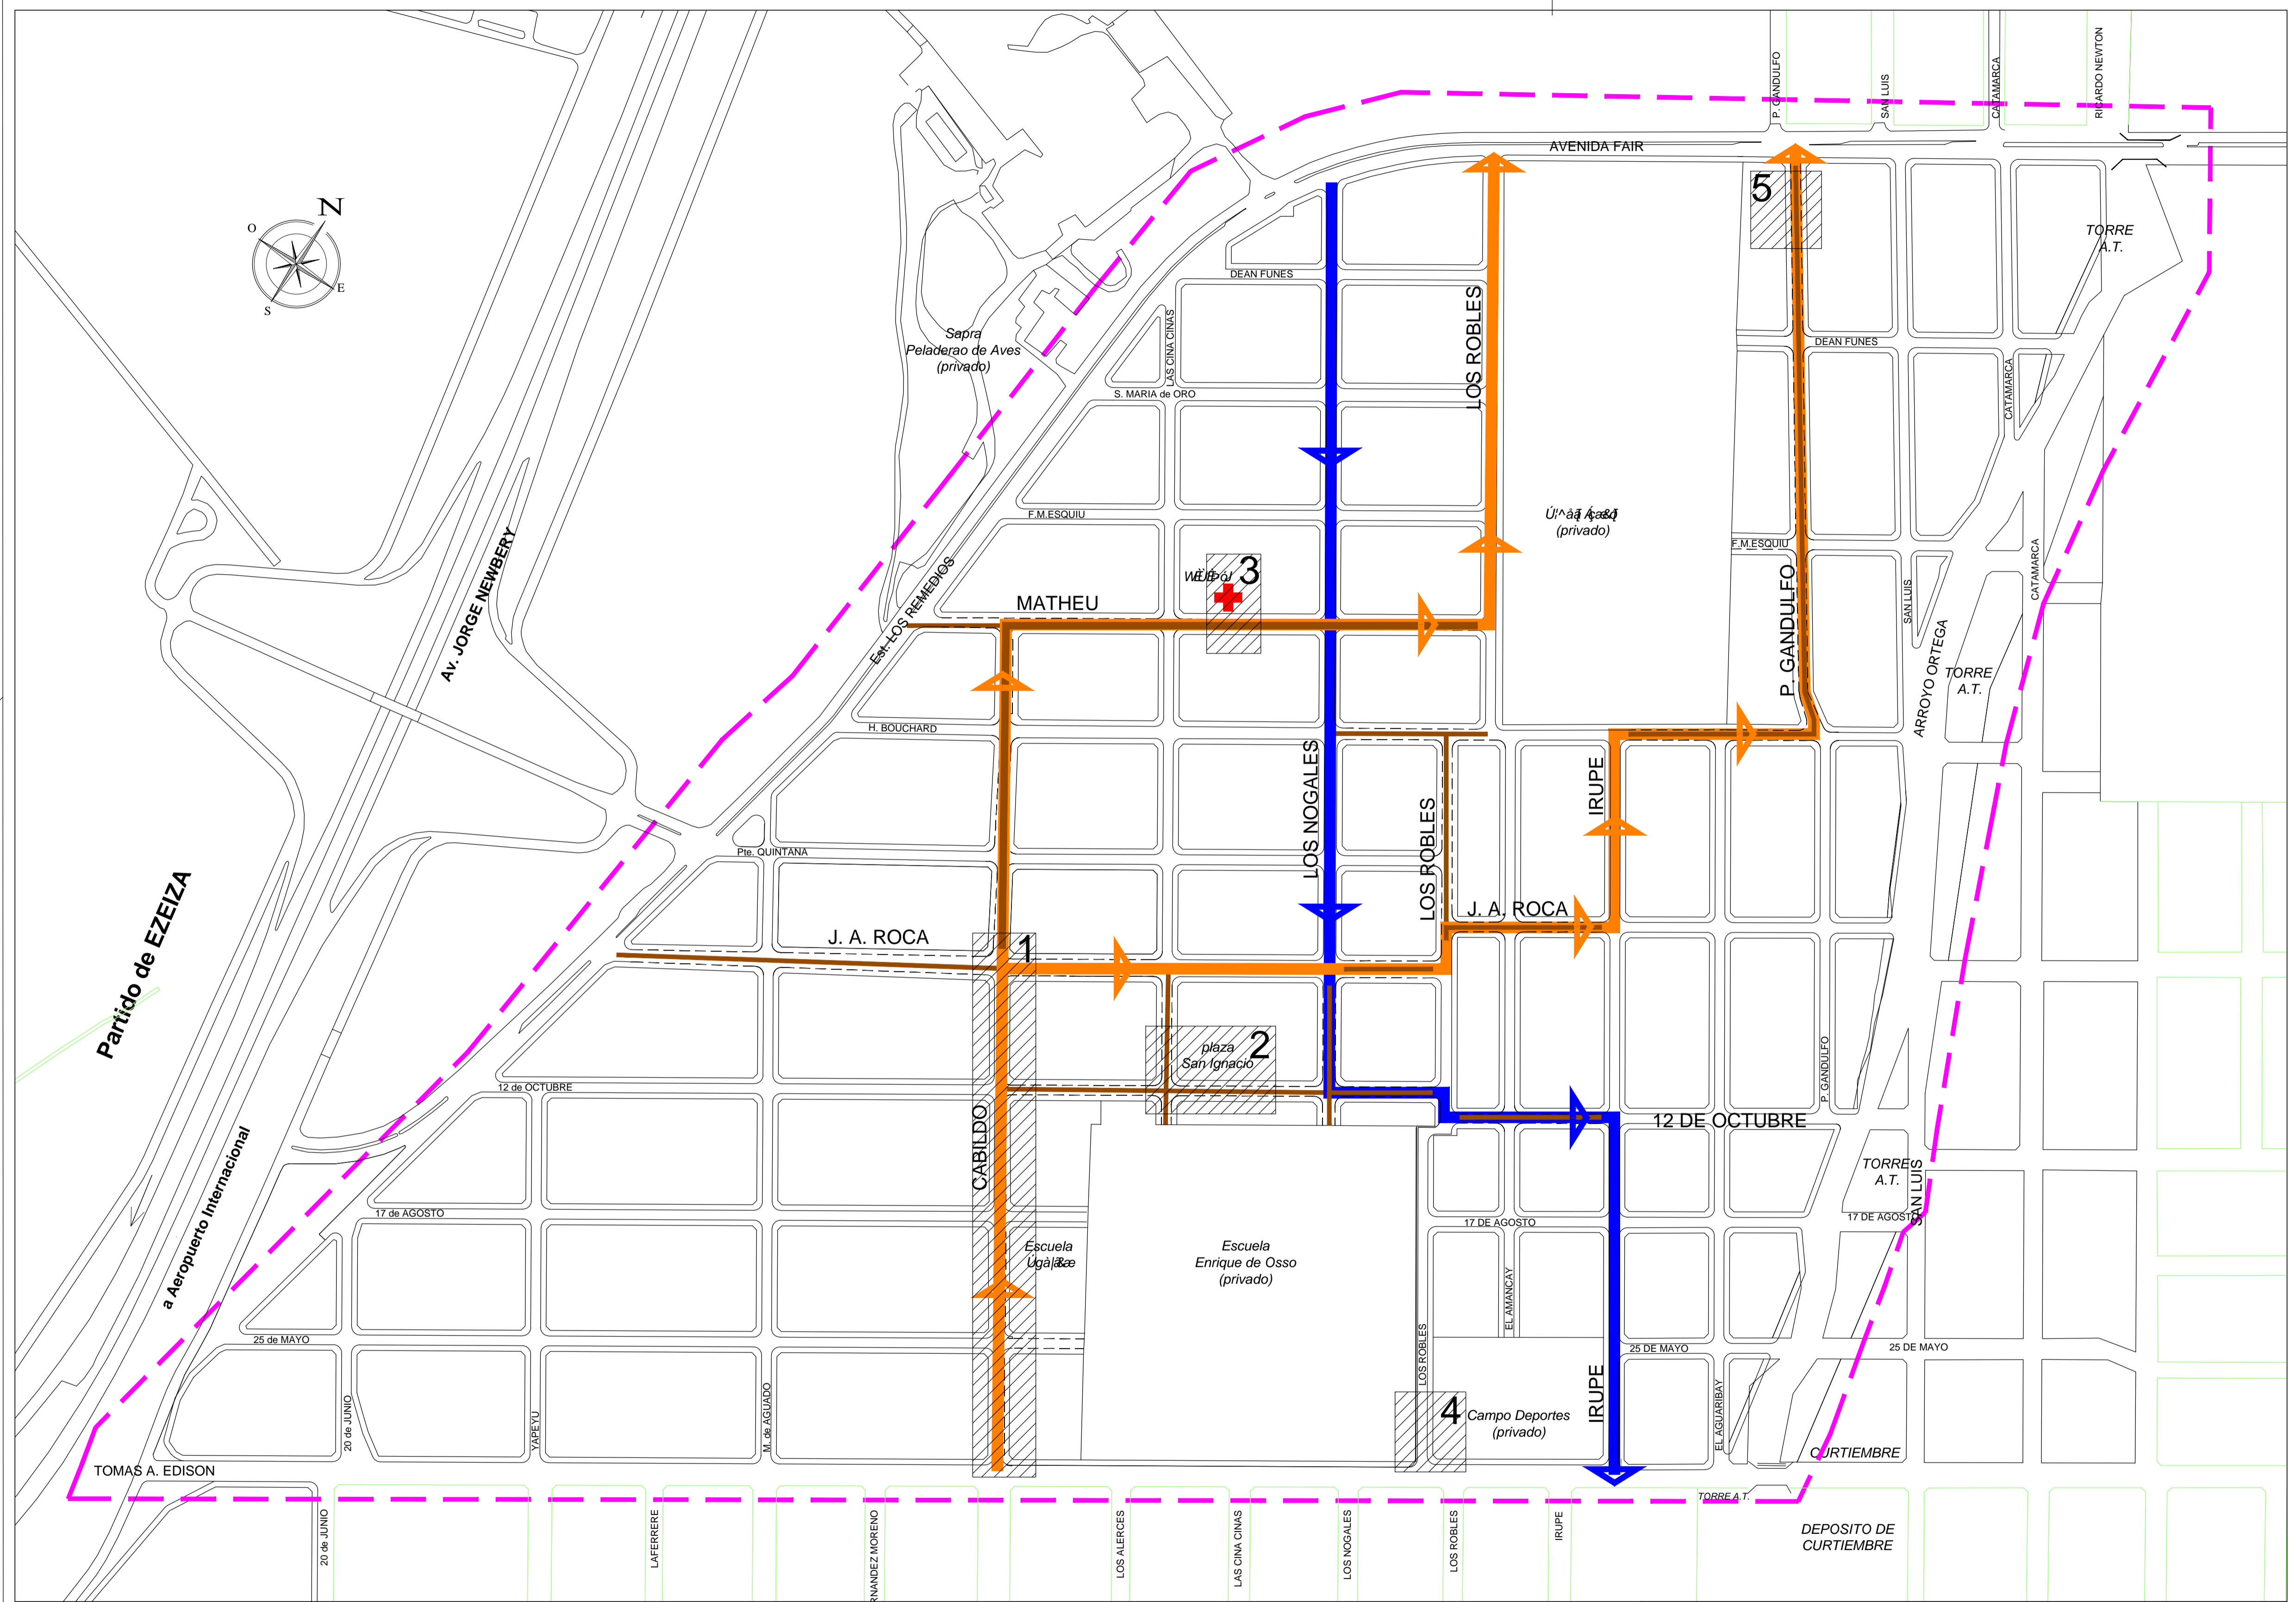 P. GANDULFO
SAN LUIS
CATAMARCA
RICARDO NEWTON
AVENIDA FAIR
N
O
E
S
5
TORRE
A.T.
DEAN FUNES
LOS ROBLES
LAS CINA CINAS
Sapra
Peladerao de Aves
(privado)
DEAN FUNES
CATAMARCA
S. MARIA de ORO
F.M.ESQUIU
(privado)
F.M.ESQUIU
Av. JORGE NEWBERY
Est. LOS REMEDIOS
3
MATHEU
P. GANDULFO
SAN LUIS
CATAMARCA
ARROYO ORTEGA
TORRE
A.T.
H. BOUCHARD
LOS NOGALES
LOS ROBLES
IRUPE
Pte. QUINTANA
Partido de EZEIZA
J. A. ROCA
1
J. A. ROCA
2
plaza
San Ignacio
P. GANDULFO
12 de OCTUBRE
CABILDO
12 DE OCTUBRE
a Aeropuerto Internacional
TORRE
A.T.
SAN LUIS
17 de AGOSTO
17 DE AGOSTO
17 DE AGOSTO
Escuela
Escuela
Enrique de Osso
(privado)
EL AMANCAY
25 de MAYO
LOS ROBLES
25 DE MAYO
25 DE MAYO
20 de JUNIO
YAPEYU
M. de AGUADO
4
Campo Deportes
(privado)
IRUPE
EL AGUARIBAY
CURTIEMBRE
TOMAS A. EDISON
TORRE A.T.
20 de JUNIO
LAFERRERE
RNANDEZ MORENO
LOS ALERCES
LAS CINA CINAS
LOS NOGALES
LOS ROBLES
IRUPE
DEPOSITO DE
CURTIEMBRE